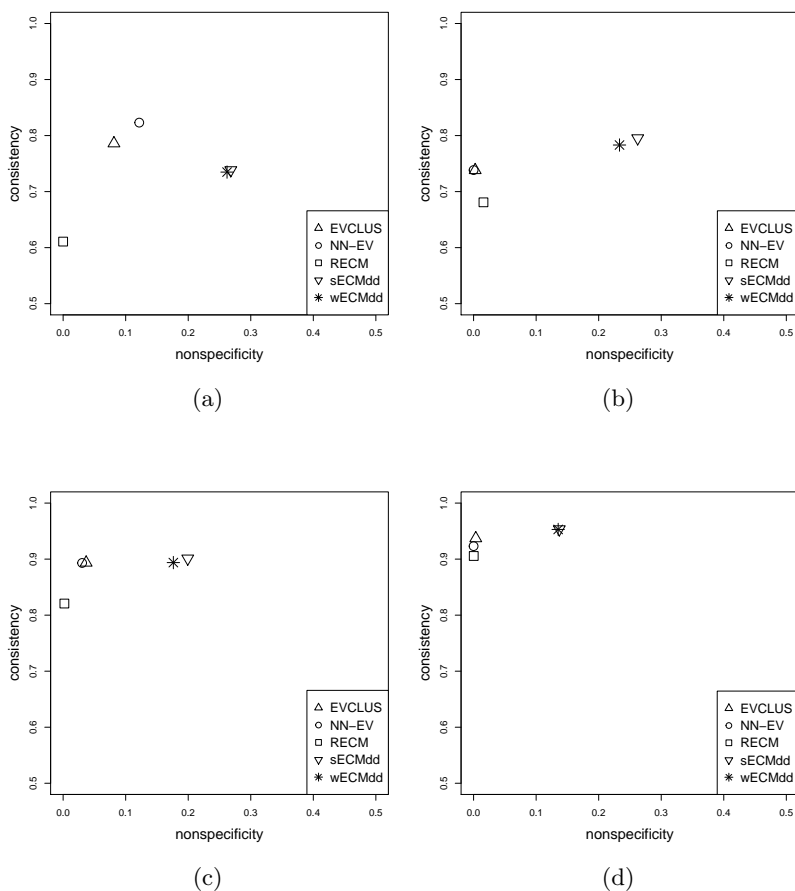 1.0
0.9
0.8
0.7
0.6
0.5
consistency
EVCLUS
NN−EV
RECM
sECMdd
wECMdd
0.0 0.1 0.2 0.3 0.4 0.5
nonspecificity
(a)
1.0
0.9
0.8
0.7
0.6
0.5
consistency
EVCLUS
NN−EV
RECM
sECMdd
wECMdd
0.0 0.1 0.2 0.3 0.4 0.5
nonspecificity
(b)
1.0
0.9
0.8
0.7
0.6
0.5
consistency
EVCLUS
NN−EV
RECM
sECMdd
wECMdd
0.0 0.1 0.2 0.3 0.4 0.5
nonspecificity
(c)
1.0
0.9
0.8
0.7
0.6
0.5
consistency
EVCLUS
NN−EV
RECM
sECMdd
wECMdd
0.0 0.1 0.2 0.3 0.4 0.5
nonspecificity
(d)